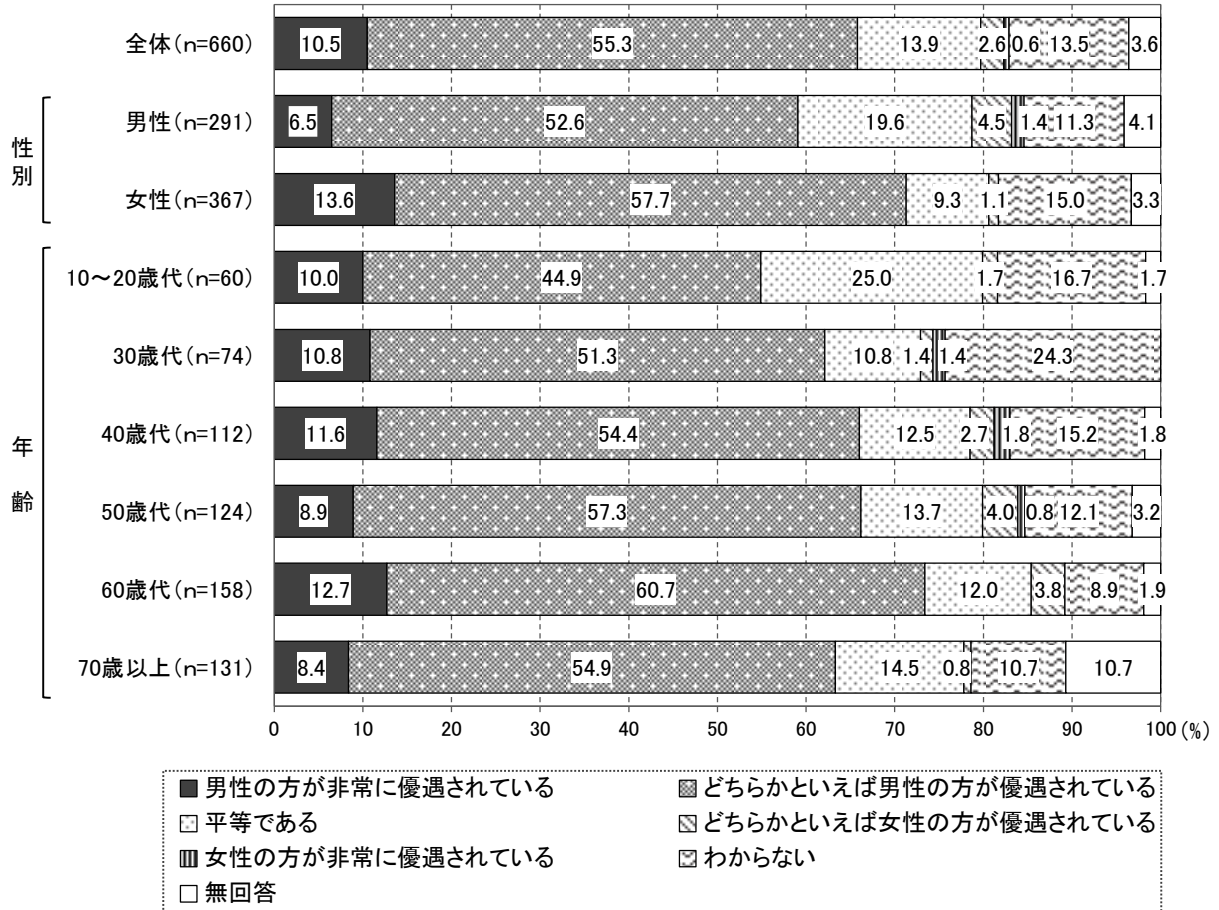 全体(n=660) 10.5 55.3 13.9 2.6 0.6 13.5 3.6
性別
男性(n=291) 6.5 52.6 19.6 4.5 1.4 11.3 4.1
女性(n=367) 13.6 57.7 9.3 1.1 15.0 3.3
年齢
10～20歳代(n=60) 10.0 44.9 25.0 1.7 16.7 1.7
30歳代(n=74) 10.8 51.3 10.8 1.4 1.4 24.3
40歳代(n=112) 11.6 54.4 12.5 2.7 1.8 15.2 1.8
50歳代(n=124) 8.9 57.3 13.7 4.0 0.8 12.1 3.2
60歳代(n=158) 12.7 60.7 12.0 3.8 8.9 1.9
70歳以上(n=131) 8.4 54.9 14.5 0.8 10.7 10.7
0 10 20 30 40 50 60 70 80 90 100 (%)
男性の方が非常に優遇されている どちらかといえば男性の方が優遇されている
平等である どちらかといえば女性の方が優遇されている
女性の方が非常に優遇されている わからない
無回答